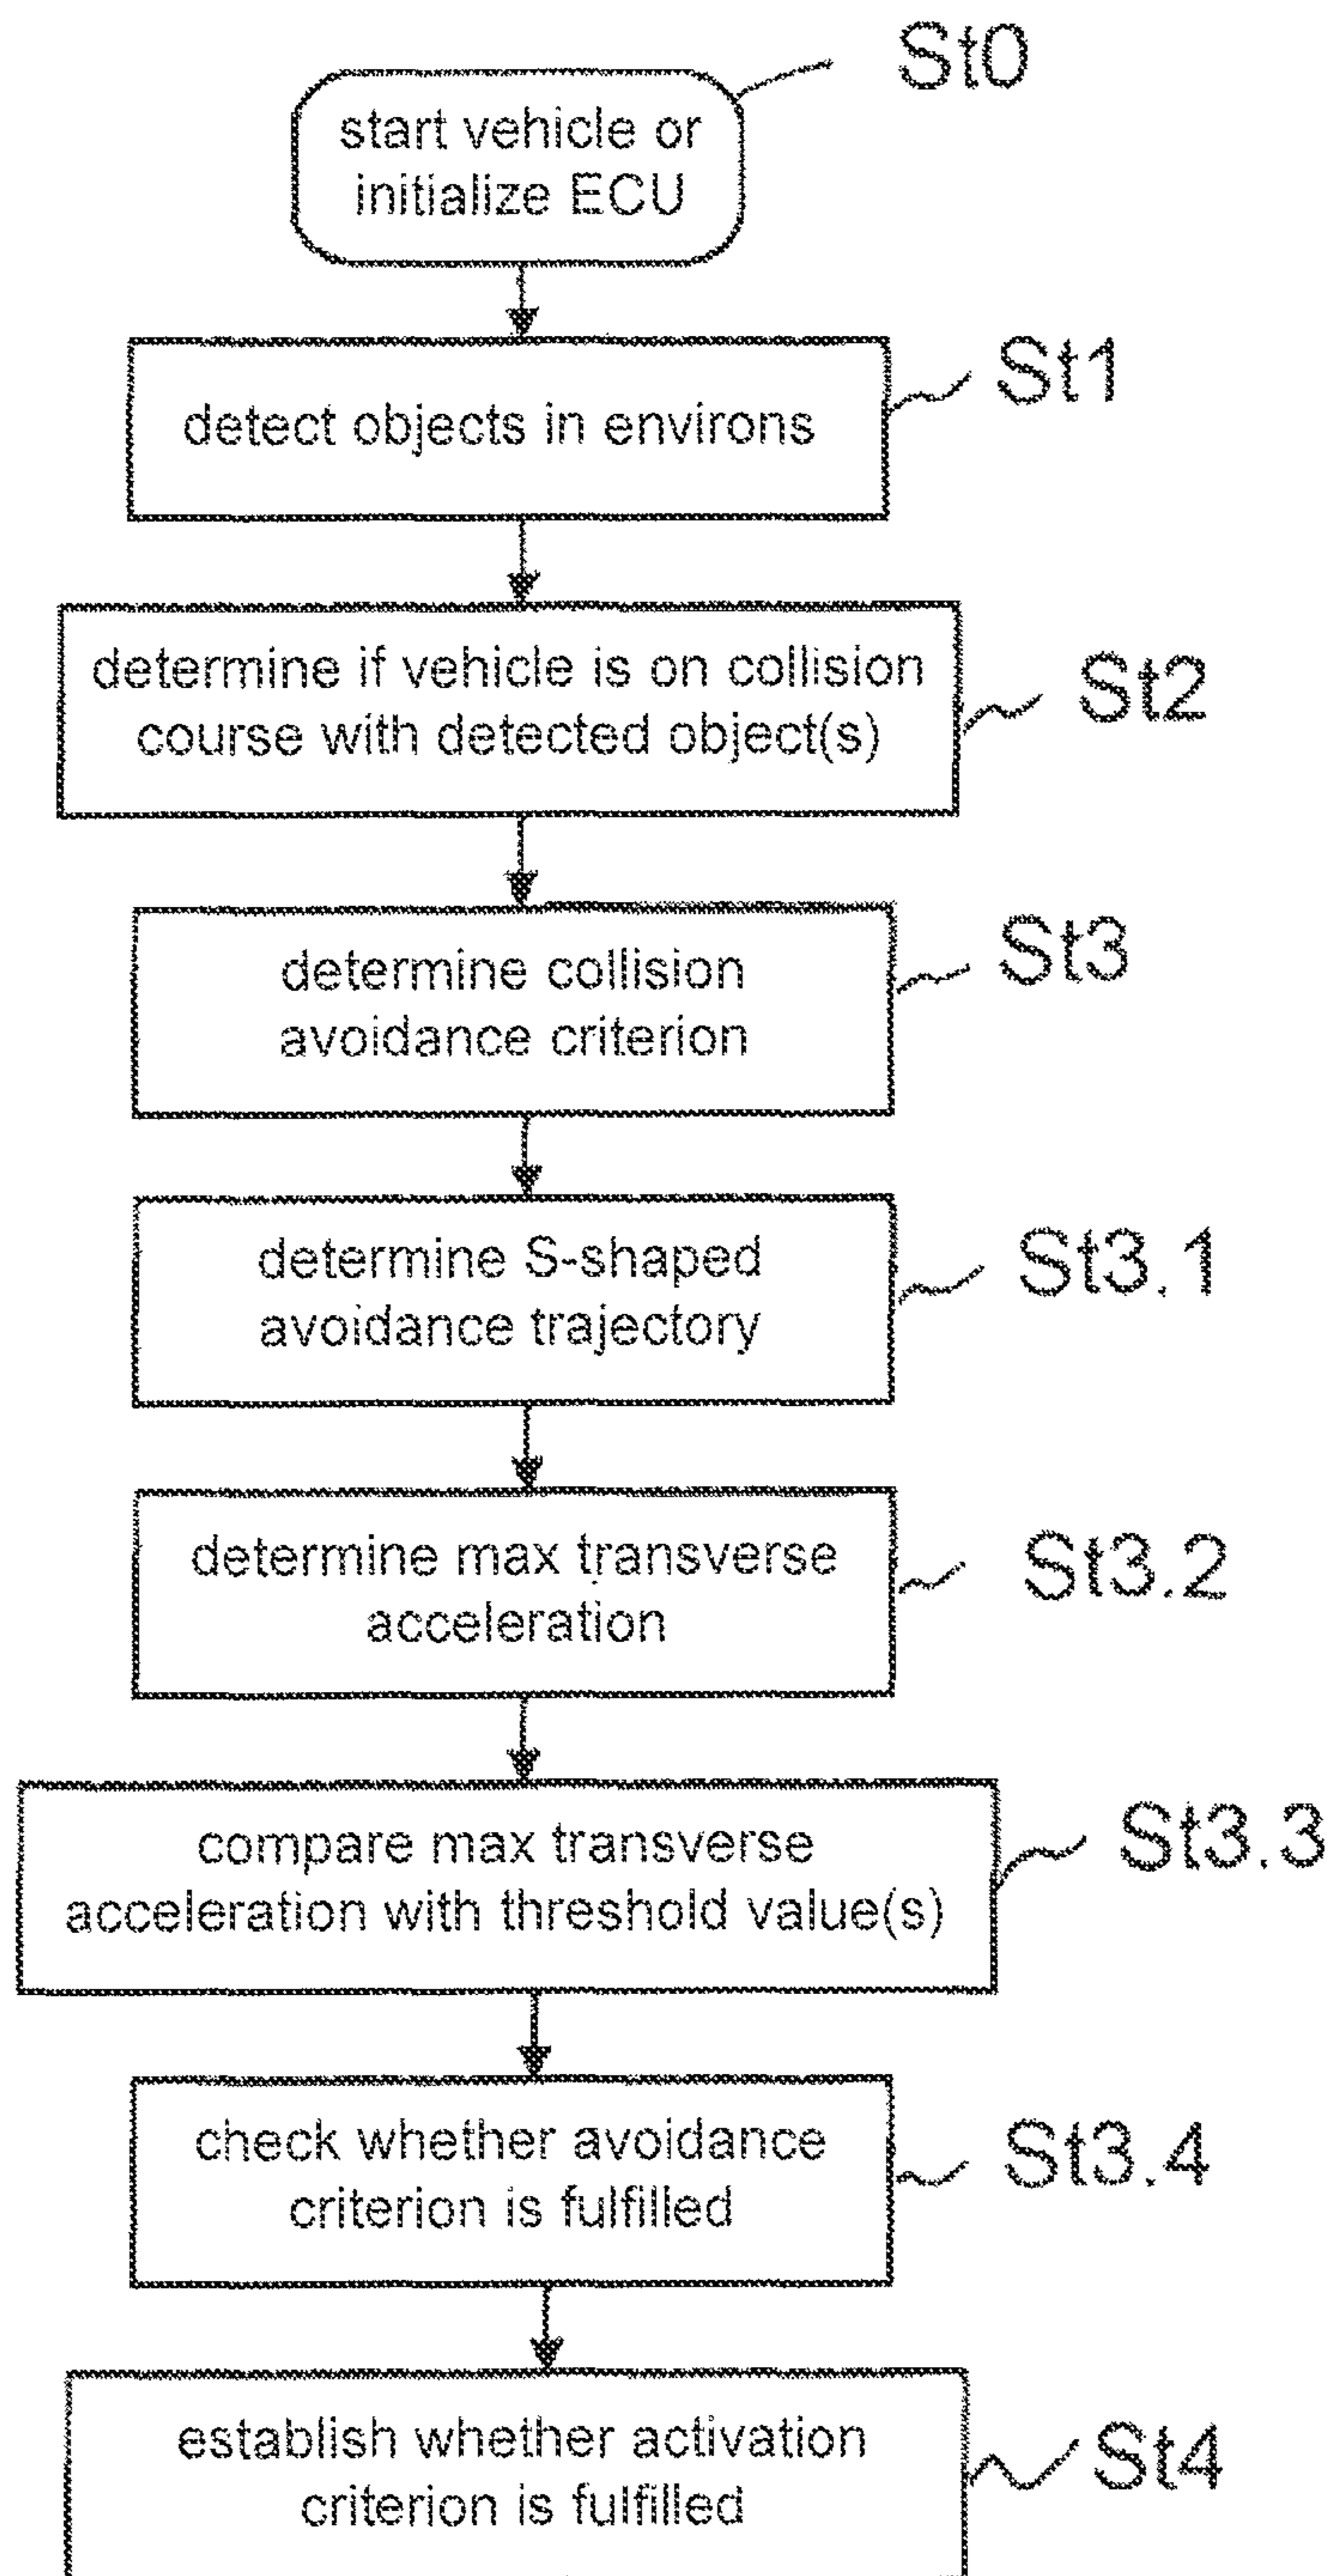 St0
start vehicle or
initialize ECU
St1
detect objects in environs
determine if vehicle is on collision
St2
course with detected object(s)
St3
determine collision
avoidance criterion
St3.1
determine S-shaped
avoidance trajectory
St3.2
determine max transverse
acceleration
St3.3
compare max transverse
acceleration with threshold value(s)
St3.4
check whether avoidance
criterion is fulfilled
St4
establish whether activation
criterion is fulfilled